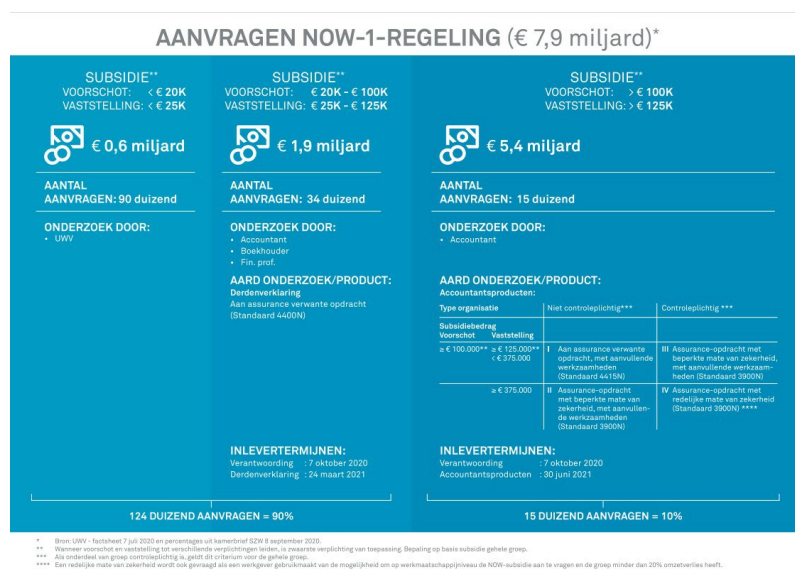 AANVRAGEN NOW-1-REGELING (€ 7,9 miljard)*
SUBSIDIE**
VOORSCHOT: < € 20K
VASTSTELLING: < € 25K
€ 0,6 miljard
AANTAL
AANVRAGEN: 90 duizend
ONDERZOEK DOOR:
• UWV
SUBSIDIE**
VOORSCHOT: € 20K - € 100K
VASTSTELLING: € 25K - € 125K
€ 1,9 miljard
AANTAL
AANVRAGEN: 34 duizend
ONDERZOEK DOOR:
• Accountant
• Boekhouder
• Fin. prof.
AARD ONDERZOEK/PRODUCT:
Derdenverklaring
Aan assurance verwante opdracht
(Standaard 4400N)
INLEVERTERMIJNEN:
Verantwoording : 7 oktober 2020
Derdenverklaring : 24 maart 2021
SUBSIDIE**
VOORSCHOT: > € 100K
VASTSTELLING: > € 125K
€ 5,4 miljard
AANTAL
AANVRAGEN: 15 duizend
ONDERZOEK DOOR:
• Accountant
AARD ONDERZOEK/PRODUCT:
Accountantsproducten:
Type organisatie Niet controleplichtig*** Controleplichtig ***
Subsidiebedrag
Voorschot Vaststelling
≥ € 100.000** ≥ € 125.000**
< € 375.000
I Aan assurance verwante
opdracht, met aanvullende
werkzaamheden
(Standaard 4415N)
III Assurance-opdracht met
beperkte mate van zekerheid,
met aanvullende werkzaam-
heden (Standaard 3900N)
≥ € 375.000
II Assurance-opdracht
met beperkte mate van
zekerheid, met aanvullen-
de werkzaamheden
(Standaard 3900N)
IV Assurance-opdracht met
redelijke mate van zekerheid
(Standaard 3900N) ****
INLEVERTERMIJNEN:
Verantwoording : 7 oktober 2020
Accountantsproducten : 30 juni 2021
124 DUIZEND AANVRAGEN = 90%
15 DUIZEND AANVRAGEN = 10%
* Bron: UWV - factsheet 7 juli 2020 en percentages uit kamerbrief SZW 9 september 2020.
** Wanneer voorschot en vaststelling tot verschillende verplichtingen leiden, is zwaarste verplichting van toepassing. Bepaling op basis subsidie gehele groep.
*** Als onderdeel van groep controleplichtig is, geldt dit criterium voor de gehele groep.
**** Een redelijke mate van zekerheid wordt ook gevraagd als een werkgever gebruikmaakt van de mogelijkheid om op werkmaatschappijniveau de NOW-subsidie aan te vragen en de groep minder dan 20% omzetverlies heeft.